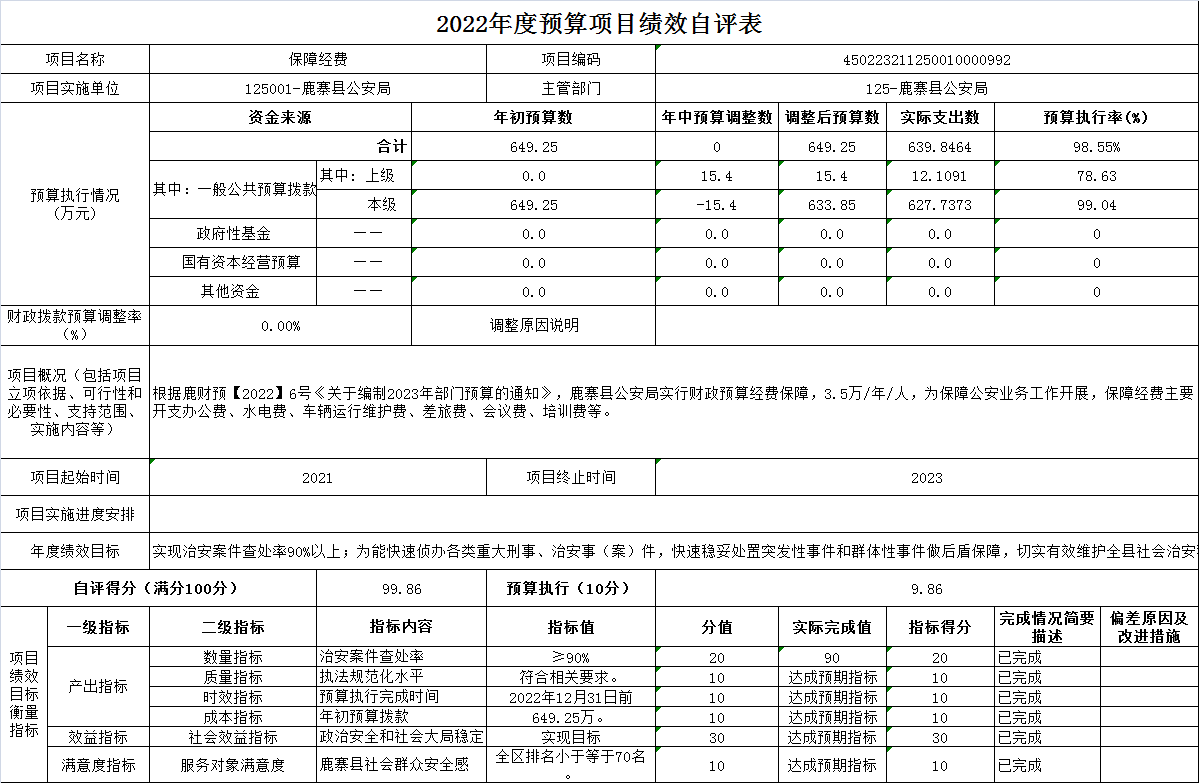 2022年度预算项目绩效自评表
项目名称 保障经费 项目编码 450223211250010000992
项目实施单位 125001-鹿寨县公安局 主管部门 125-鹿寨县公安局
预算执行情况
(万元)
资金来源 年初预算数 年中预算调整数 调整后预算数 实际支出数 预算执行率(%)
合计 649.25 0 649.25 639.8464 98.55%
其中：一般公共预算拨款 其中：上级 0.0 15.4 15.4 12.1091 78.63
本级 649.25 -15.4 633.85 627.7373 99.04
政府性基金 —— 0.0 0.0 0.0 0.0 0
国有资本经营预算 —— 0.0 0.0 0.0 0.0 0
其他资金 —— 0.0 0.0 0.0 0.0 0
财政拨款预算调整率
(%) 0.00% 调整原因说明
项目概况（包括项目
立项依据、可行性和
必要性、支持范围、
实施内容等）
根据鹿财预【2022】6号《关于编制2023年部门预算的通知》，鹿寨县公安局实行财政预算经费保障，3.5万/年/人，为保障公安业务工作开展，保障经费主要
开支办公费、水电费、车辆运行维护费、差旅费、会议费、培训费等。
项目起始时间 2021 项目终止时间 2023
项目实施进度安排
年度绩效目标 实现治安案件查处率90%以上；为能快速侦办各类重大刑事、治安事（案）件，快速稳妥处置突发性事件和群体性事件做后盾保障，切实有效维护全县社会治安
自评得分（满分100分） 99.86 预算执行（10分） 9.86
项目
绩效
目标
衡量
指标
一级指标 二级指标 指标内容 指标值 分值 实际完成值 指标得分 完成情况简要
描述 偏差原因及
改进措施
产出指标 数量指标 治安案件查处率 ≥90% 20 90 20 已完成
质量指标 执法规范化水平 符合相关要求。 10 达成预期指标 10 已完成
时效指标 预算执行完成时间 2022年12月31日前 10 达成预期指标 10 已完成
成本指标 年初预算拨款 649.25万。 10 达成预期指标 10 已完成
效益指标 社会效益指标 政治安全和社会大局稳定 实现目标 30 达成预期指标 30 已完成
满意度指标 服务对象满意度 鹿寨县社会群众安全感 全区排名小于等于70名
。 10 达成预期指标 10 已完成